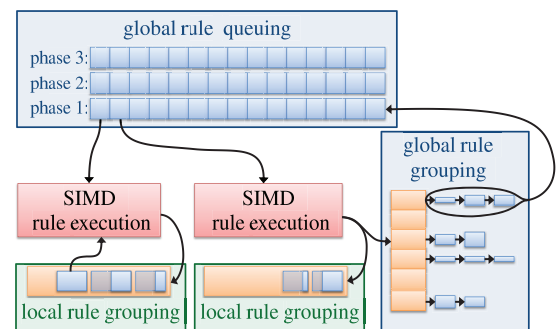 global rule queuing
phase 3:
phase 2:
phase 1:
global rule
grouping
SIMD
rule execution
SIMD
rule execution
local rule grouping
local rule grouping